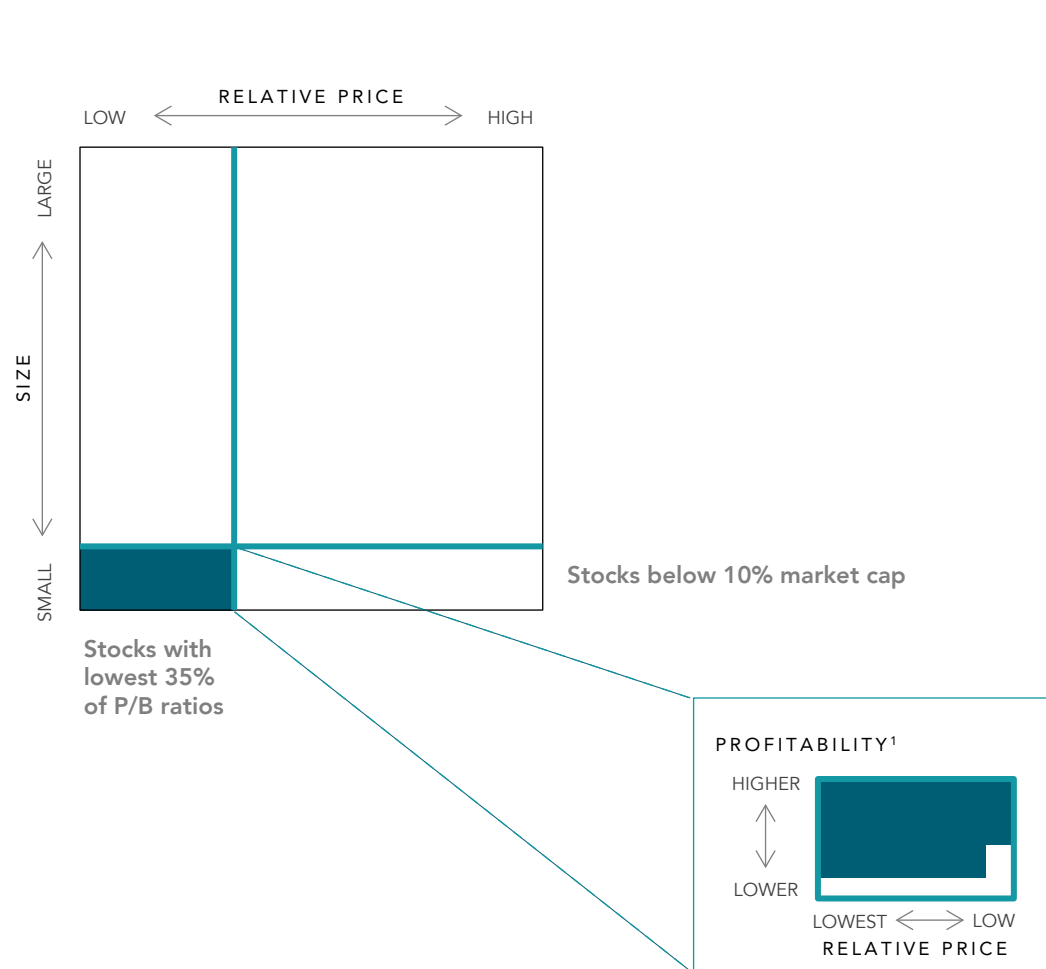 RELATIVE PRICE
LOW
HIGH
LARGE
SIZE
SMALL
Stocks below 10% market cap
Stocks with
lowest 35%
of P/B ratios
PROFITABILITY¹
HIGHER
LOWER
LOWEST
LOW
RELATIVE PRICE